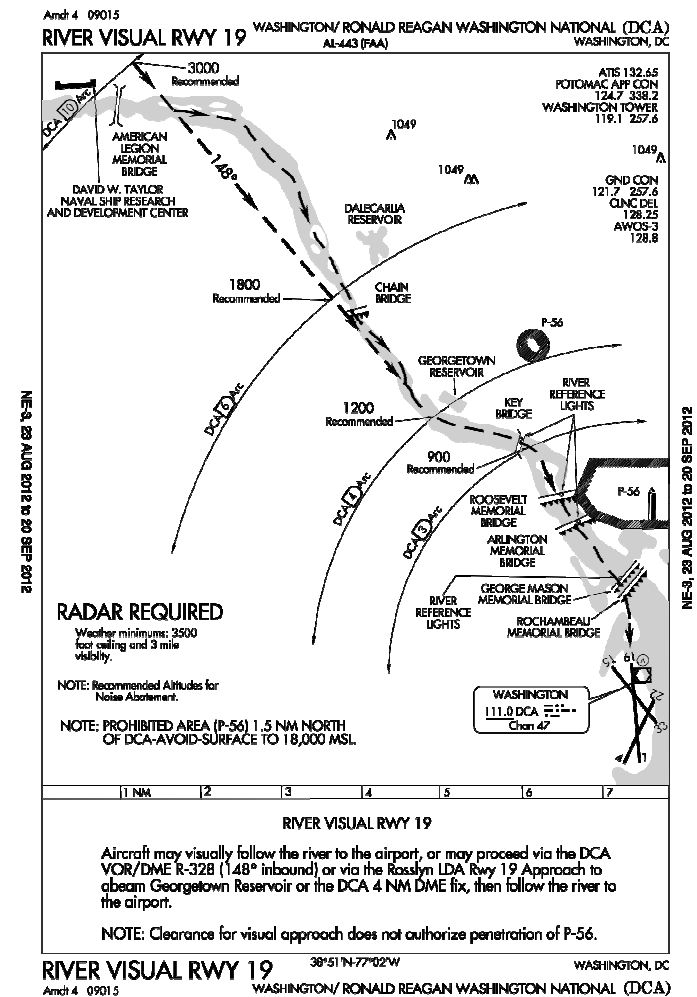 Amdt 4 09015
RIVER VISUAL RWY 19
WASHINGTON/ RONALD REAGAN WASHINGTON NATIONAL (DCA)
AL-443 (FAA)
WASHINGTON, DC
ATIS 132.65
POTOMAC APP CON
124.7 338.2
WASHINGTON TOWER
119.1 257.6
GND CON
121.7 257.6
CLNC DEL
128.25
AWOS-3
128.8
3000
Recommended
DCA 10 Arc
AMERICAN
LEGION
MEMORIAL
BRIDGE
DAVID W. TAYLOR
NAVAL SHIP RESEARCH
AND DEVELOPMENT CENTER
148°
1049
1049
1049
DALECARLIA
RESERVOIR
1800
Recommended
CHAIN
BRIDGE
P-56
GEORGETOWN
RESERVOIR
DCA 6 Arc
1200
Recommended
KEY
BRIDGE
RIVER
REFERENCE
LIGHTS
900
Recommended
DCA 4 Arc
DCA 3 Arc
P-56
ROOSEVELT
MEMORIAL
BRIDGE
ARLINGTON
MEMORIAL
BRIDGE
GEORGE MASON
MEMORIAL BRIDGE
RIVER
REFERENCE
LIGHTS
ROCHAMBEAU
MEMORIAL BRIDGE
RADAR REQUIRED
Weather minimums: 3500
foot ceiling and 3 mile
visiblity.
NOTE: Recommended Altitudes for
Noise Abatement.
NOTE: PROHIBITED AREA (P-56) 1.5 NM NORTH
OF DCA-AVOID-SURFACE TO 18,000 MSL.
WASHINGTON
111.0 DCA
Chan 47
15
19
V
22
33
4
1
1 NM
2
3
4
5
6
7
RIVER VISUAL RWY 19
Aircraft may visually follow the river to the airport, or may proceed via the DCA
VOR/DME R-328 (148° inbound) or via the Rosslyn LDA Rwy 19 Approach to
abeam Georgetown Reservoir or the DCA 4 NM DME fix, then follow the river to
the airport.
NOTE: Clearance for visual approach does not authorize penetration of P-56.
RIVER VISUAL RWY 19
38°51'N-77°02'W
WASHINGTON, DC
Amdt 4 09015
WASHINGTON/ RONALD REAGAN WASHINGTON NATIONAL (DCA)
NE-3, 23 AUG 2012 to 20 SEP 2012
NE-3, 23 AUG 2012 to 20 SEP 2012